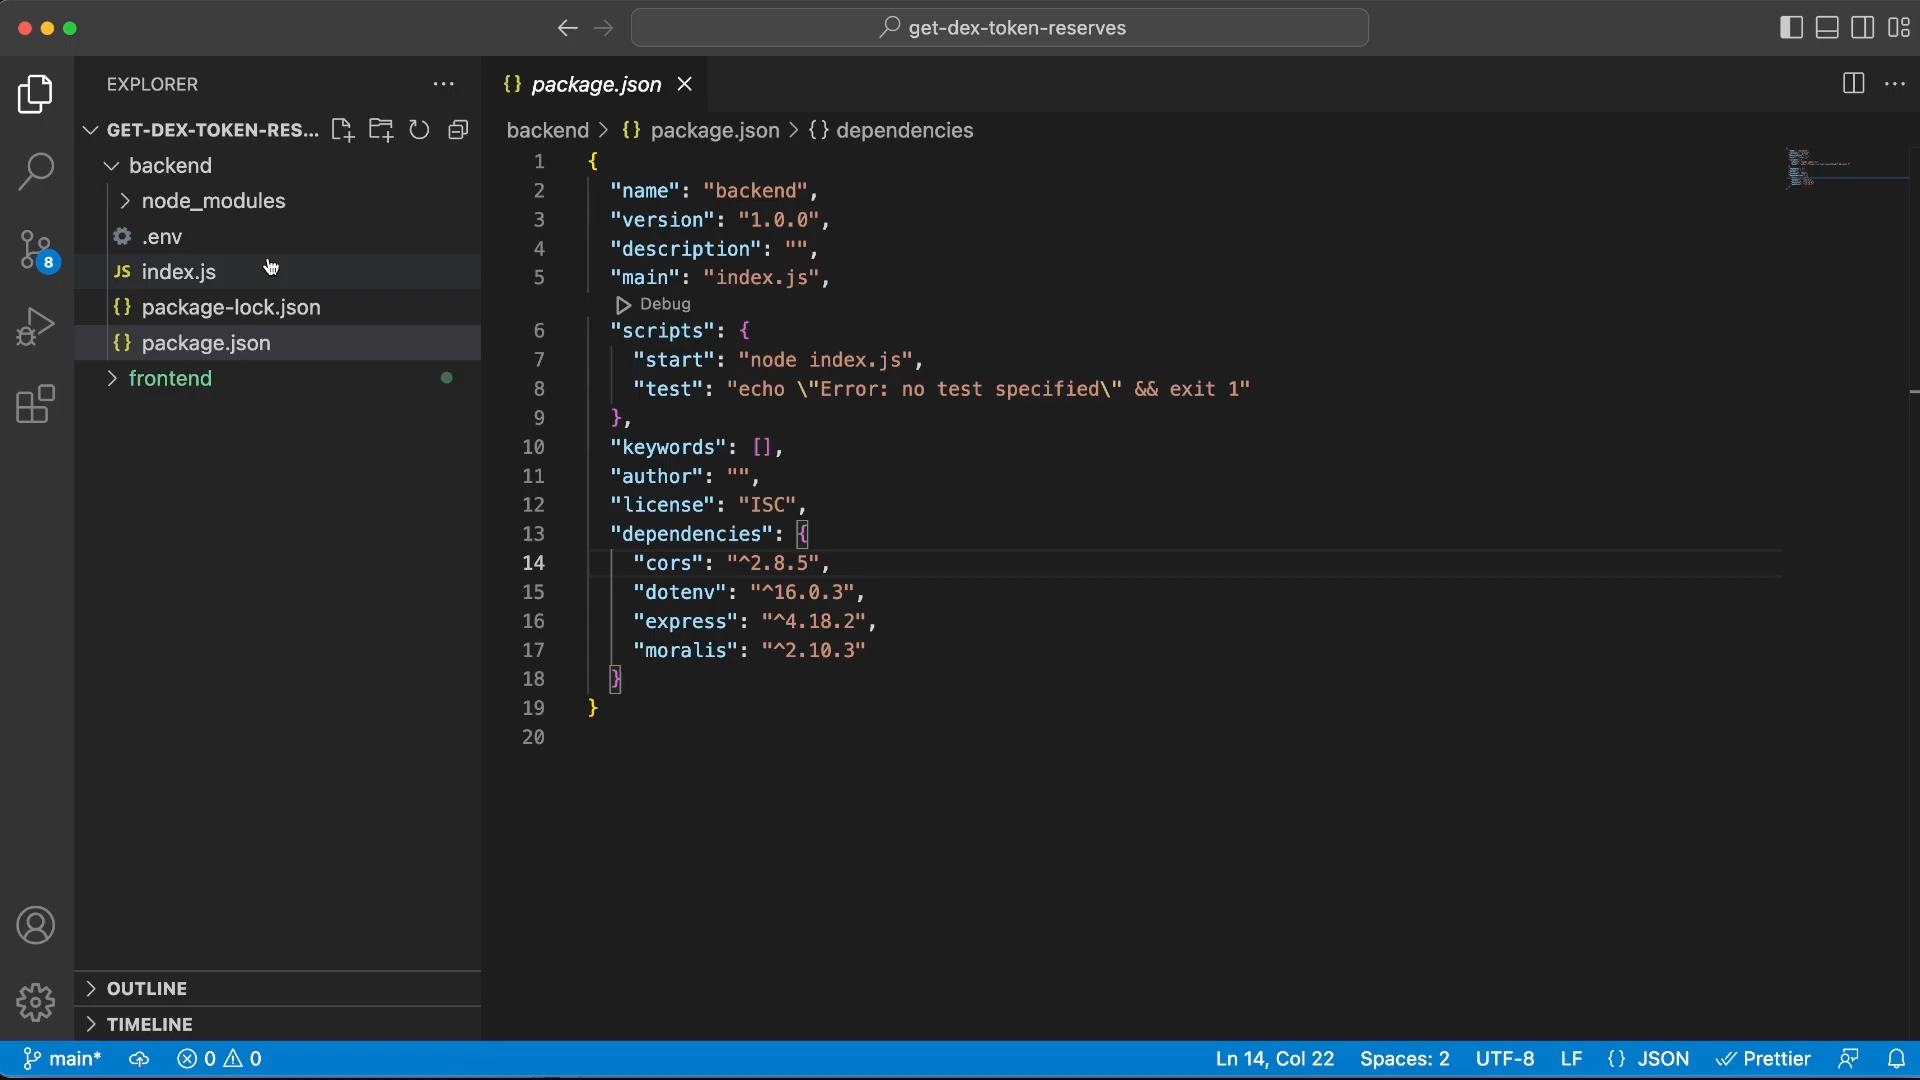 get-dex-token-reserves
EXPLORER
GET-DEX-TOKEN-RES...
backend
node_modules
.env
JS index.js
{} package-lock.json
{} package.json
frontend
OUTLINE
TIMELINE
8
{} package.json
backend > {} package.json > {} dependencies
1 {
2 "name": "backend",
3 "version": "1.0.0",
4 "description": "",
5 "main": "index.js",
Debug
6 "scripts": {
7 "start": "node index.js",
8 "test": "echo \"Error: no test specified\" && exit 1"
9 },
10 "keywords": [],
11 "author": "",
12 "license": "ISC",
13 "dependencies": {
14 "cors": "^2.8.5",
15 "dotenv": "^16.0.3",
16 "express": "^4.18.2",
17 "moralis": "^2.10.3"
18 }
19 }
20
main* 0 0 Ln 14, Col 22 Spaces: 2 UTF-8 LF {} JSON Prettier